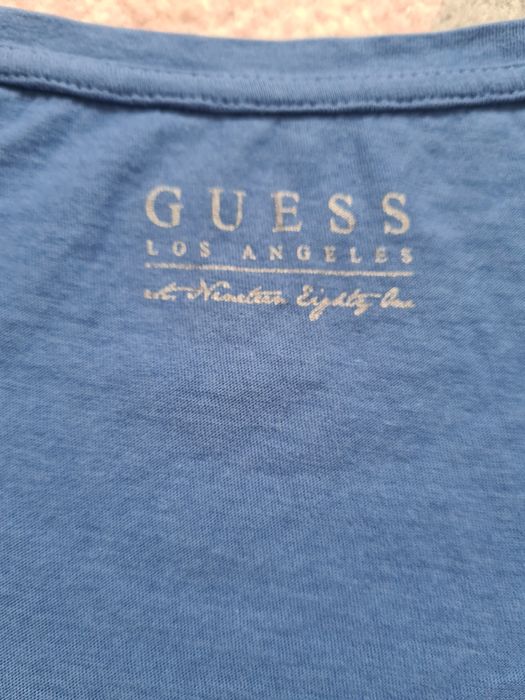 GUESS
LOS ANGELES
est. Nineteen Eighty One